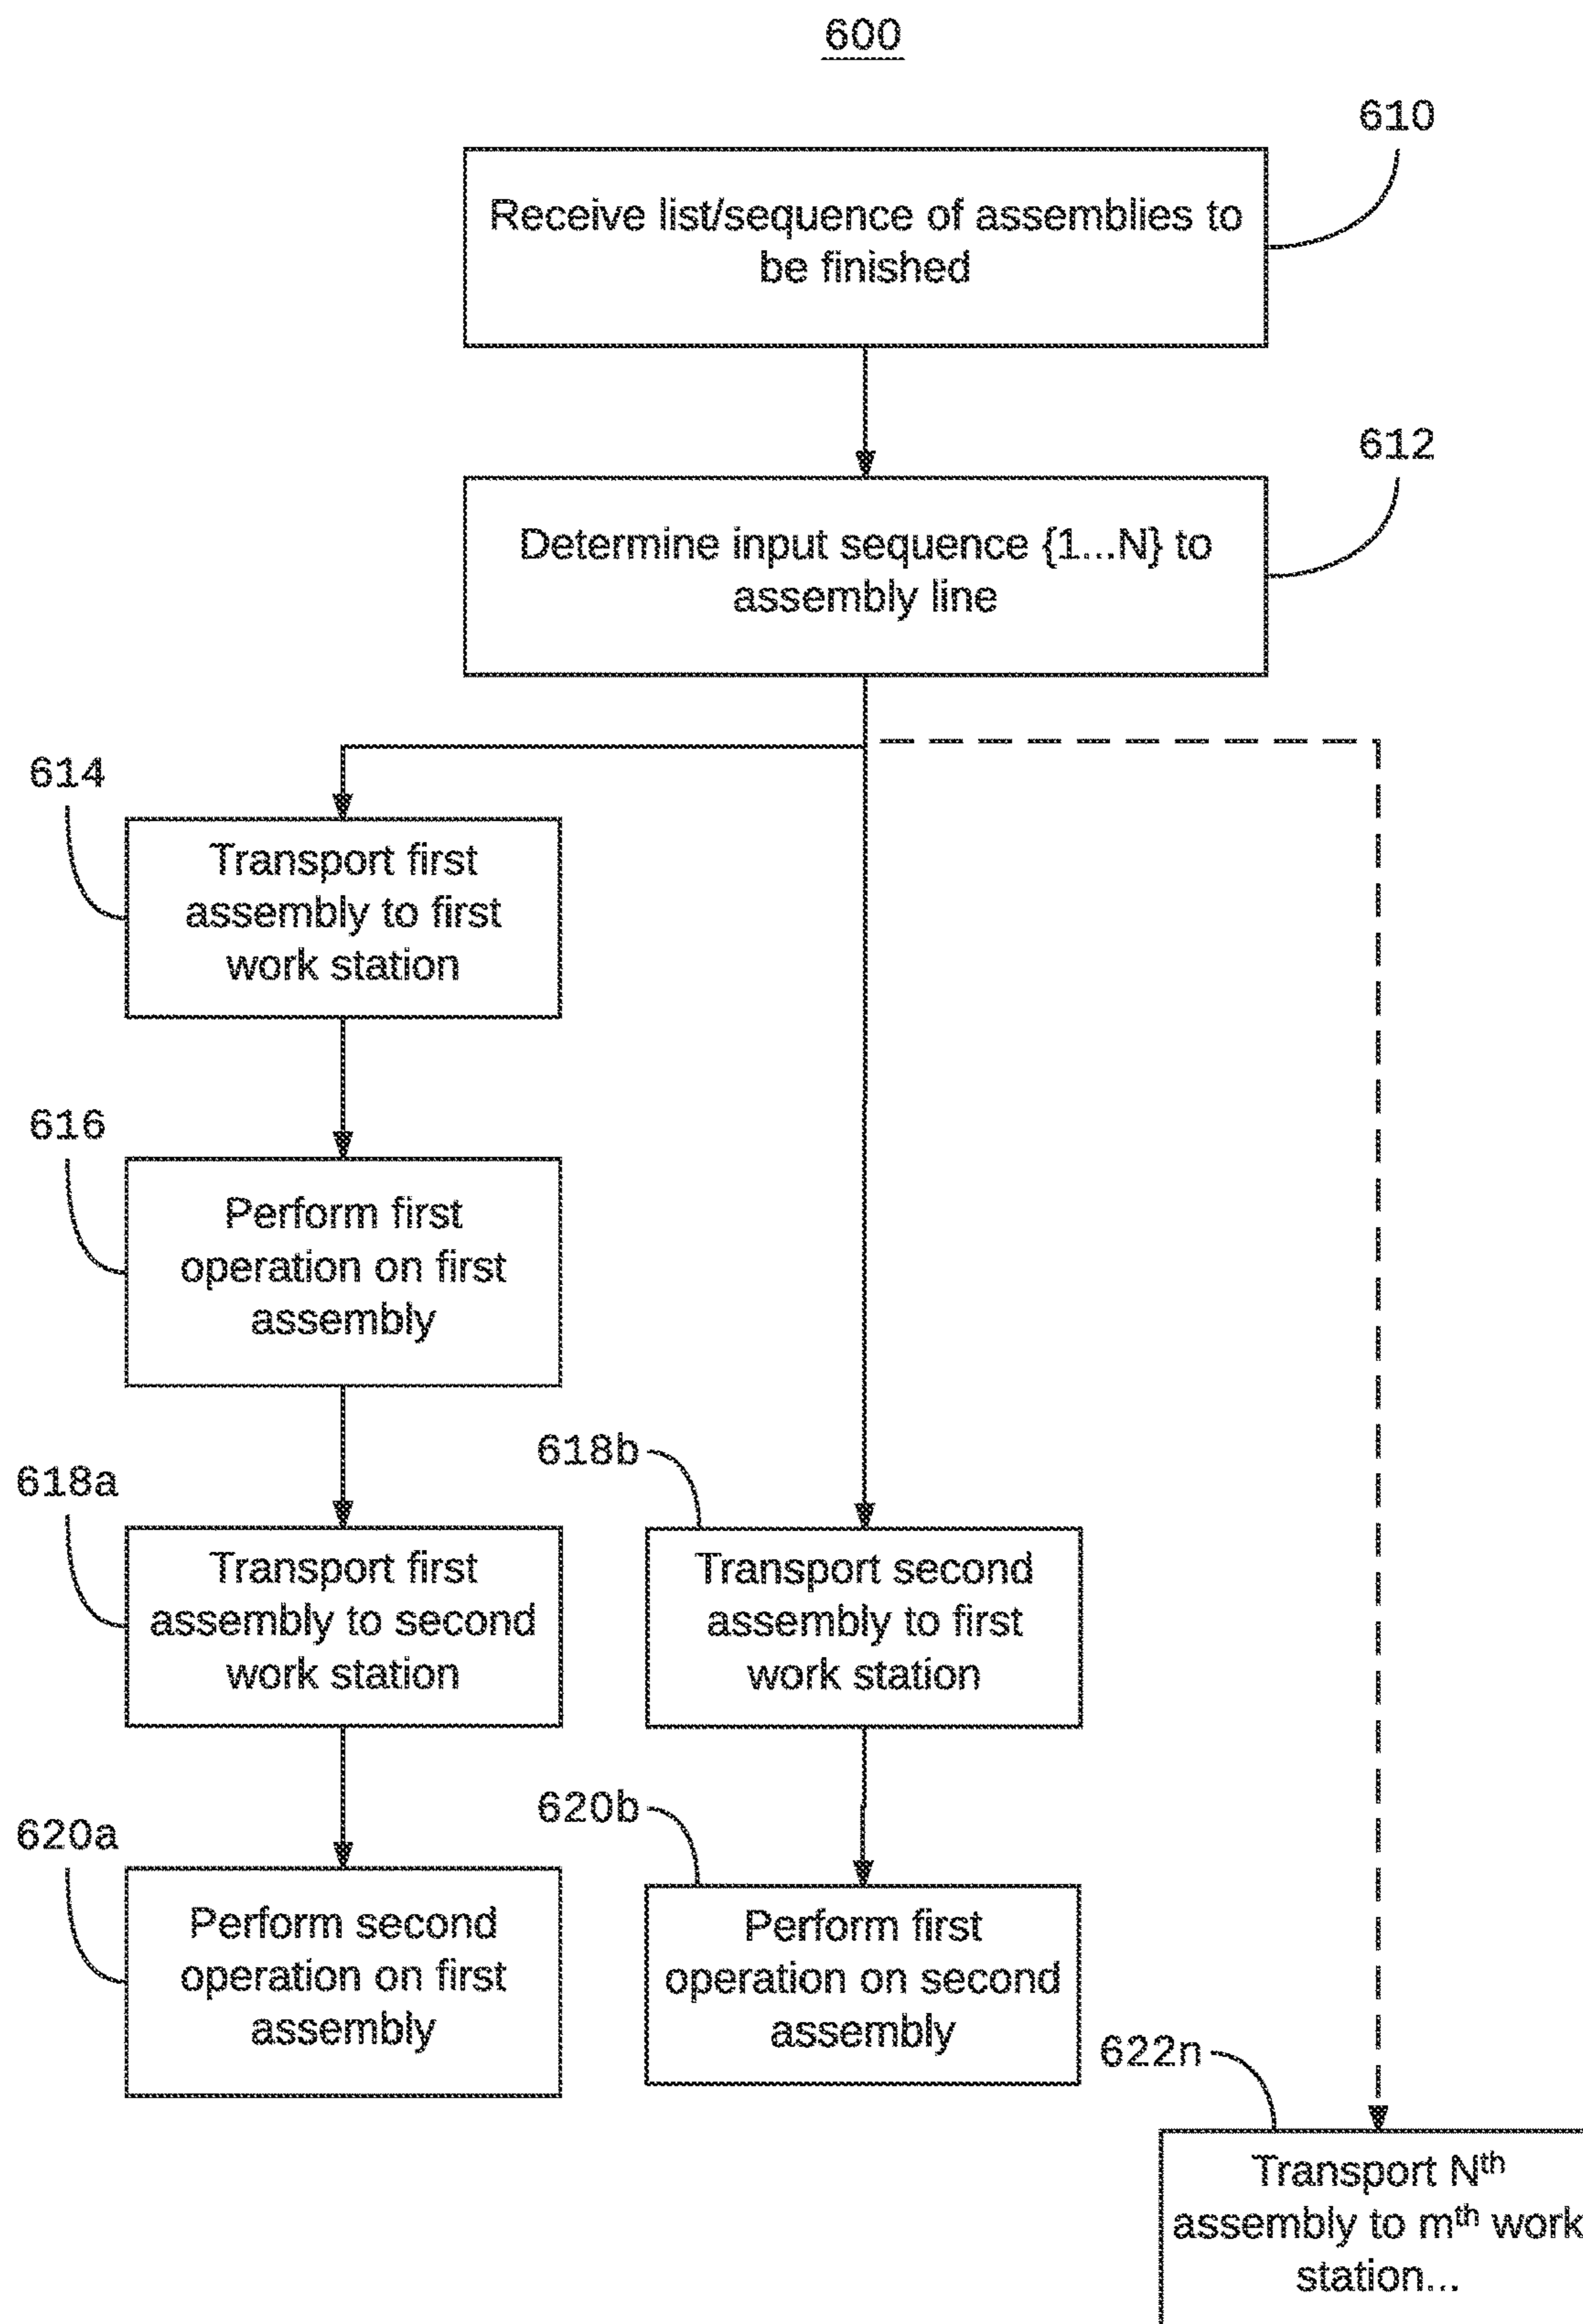 600
610
Receive list/sequence of assemblies to
be finished
612
Determine input sequence {1...N} to
assembly line
614
Transport first
assembly to first
work station
616
Perform first
operation on first
assembly
618a
Transport first
assembly to second
work station
618b
Transport second
assembly to first
work station
620a
Perform second
operation on first
assembly
620b
Perform first
operation on second
assembly
622n
Transport Nth
assembly to mth work
station...